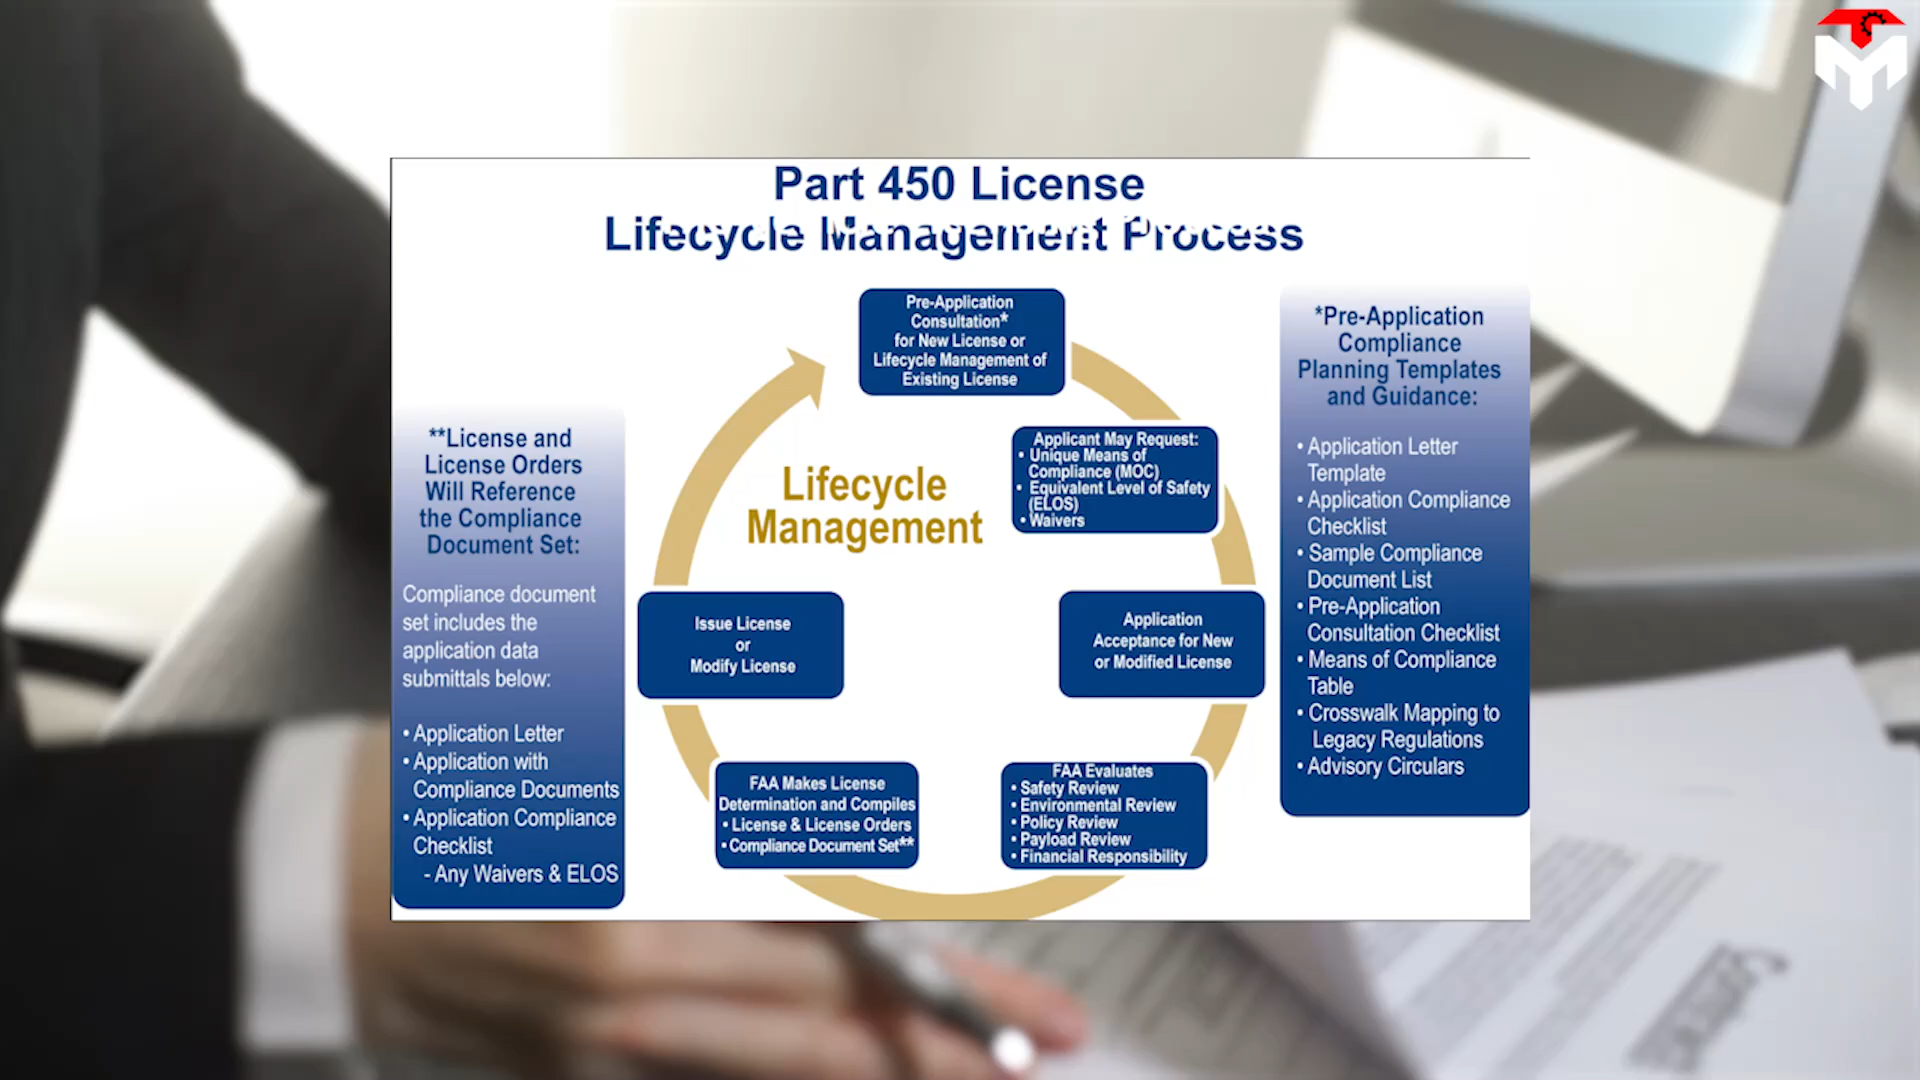 Part 450 License
Lifecycle Management Process
Pre-Application
Consultation*
for New License or
Lifecycle Management of
Existing License
Applicant May Request:
• Unique Means of
Compliance (MOC)
• Equivalent Level of Safety
(ELOS)
• Waivers
Application
Acceptance for New
or Modified License
FAA Evaluates
• Safety Review
• Environmental Review
• Policy Review
• Payload Review
• Financial Responsibility
FAA Makes License
Determination and Compiles
• License & License Orders
• Compliance Document Set**
Issue License
or
Modify License
Lifecycle
Management
**License and
License Orders
Will Reference
the Compliance
Document Set:
Compliance document
set includes the
application data
submittals below:
• Application Letter
• Application with
Compliance Documents
• Application Compliance
Checklist
- Any Waivers & ELOS
*Pre-Application
Compliance
Planning Templates
and Guidance:
• Application Letter
Template
• Application Compliance
Checklist
• Sample Compliance
Document List
• Pre-Application
Consultation Checklist
• Means of Compliance
Table
• Crosswalk Mapping to
Legacy Regulations
• Advisory Circulars